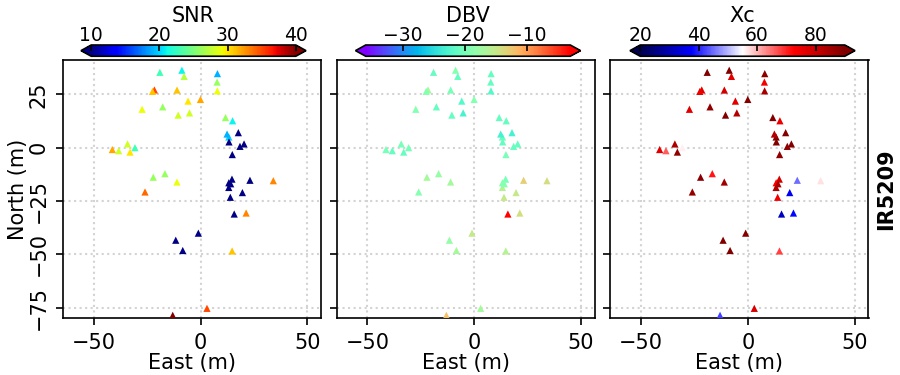 SNR DBV Xc
10 20 30 40 −30 −20 −10 20 40 60 80
25
0
−25
−50
−75
North (m)
IR5209
−50 0 50 −50 0 50 −50 0 50
East (m) East (m) East (m)